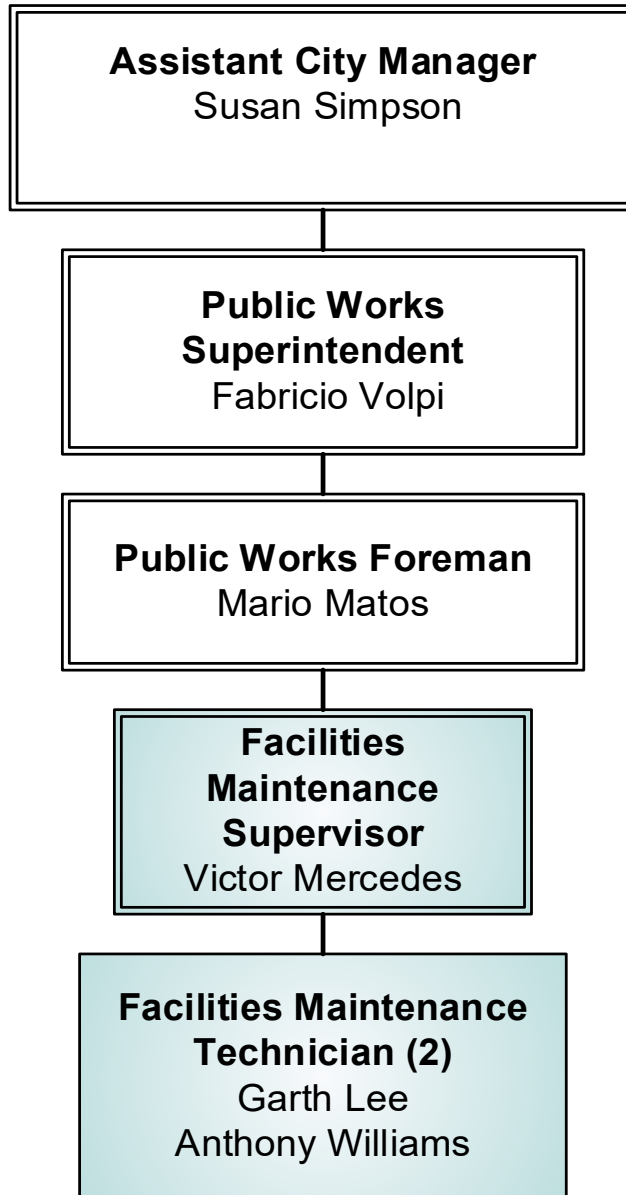 Assistant City Manager
Susan Simpson
Public Works
Superintendent
Fabricio Volpi
Public Works Foreman
Mario Matos
Facilities
Maintenance
Supervisor
Victor Mercedes
Facilities Maintenance
Technician (2)
Garth Lee
Anthony Williams